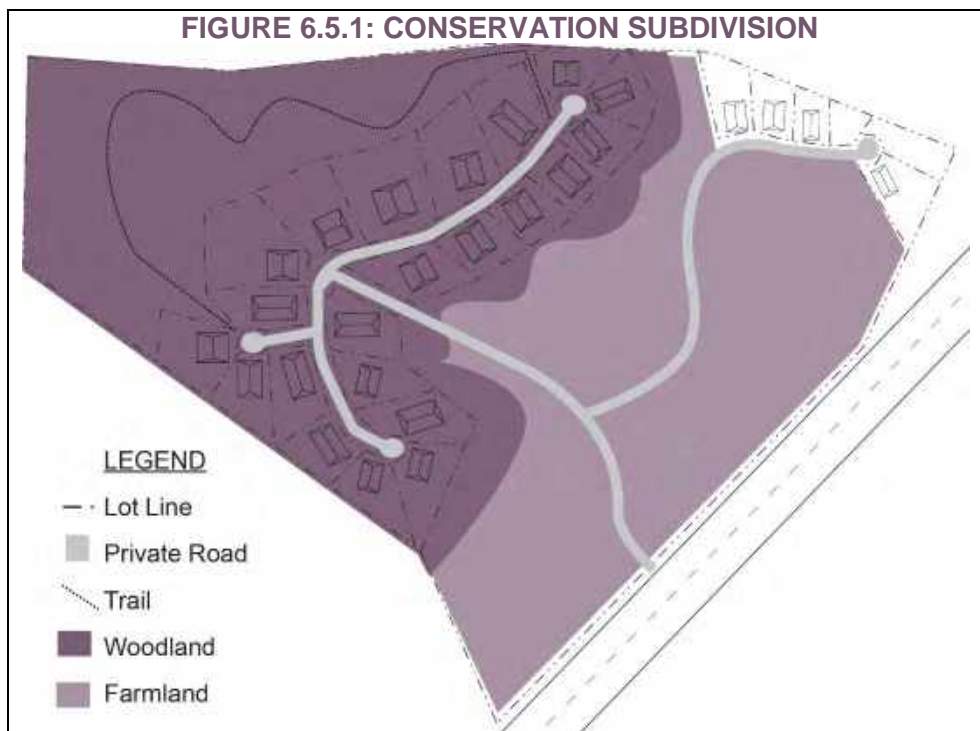 FIGURE 6.5.1: CONSERVATION SUBDIVISION
LEGEND
Lot Line
Private Road
Trail
Woodland
Farmland